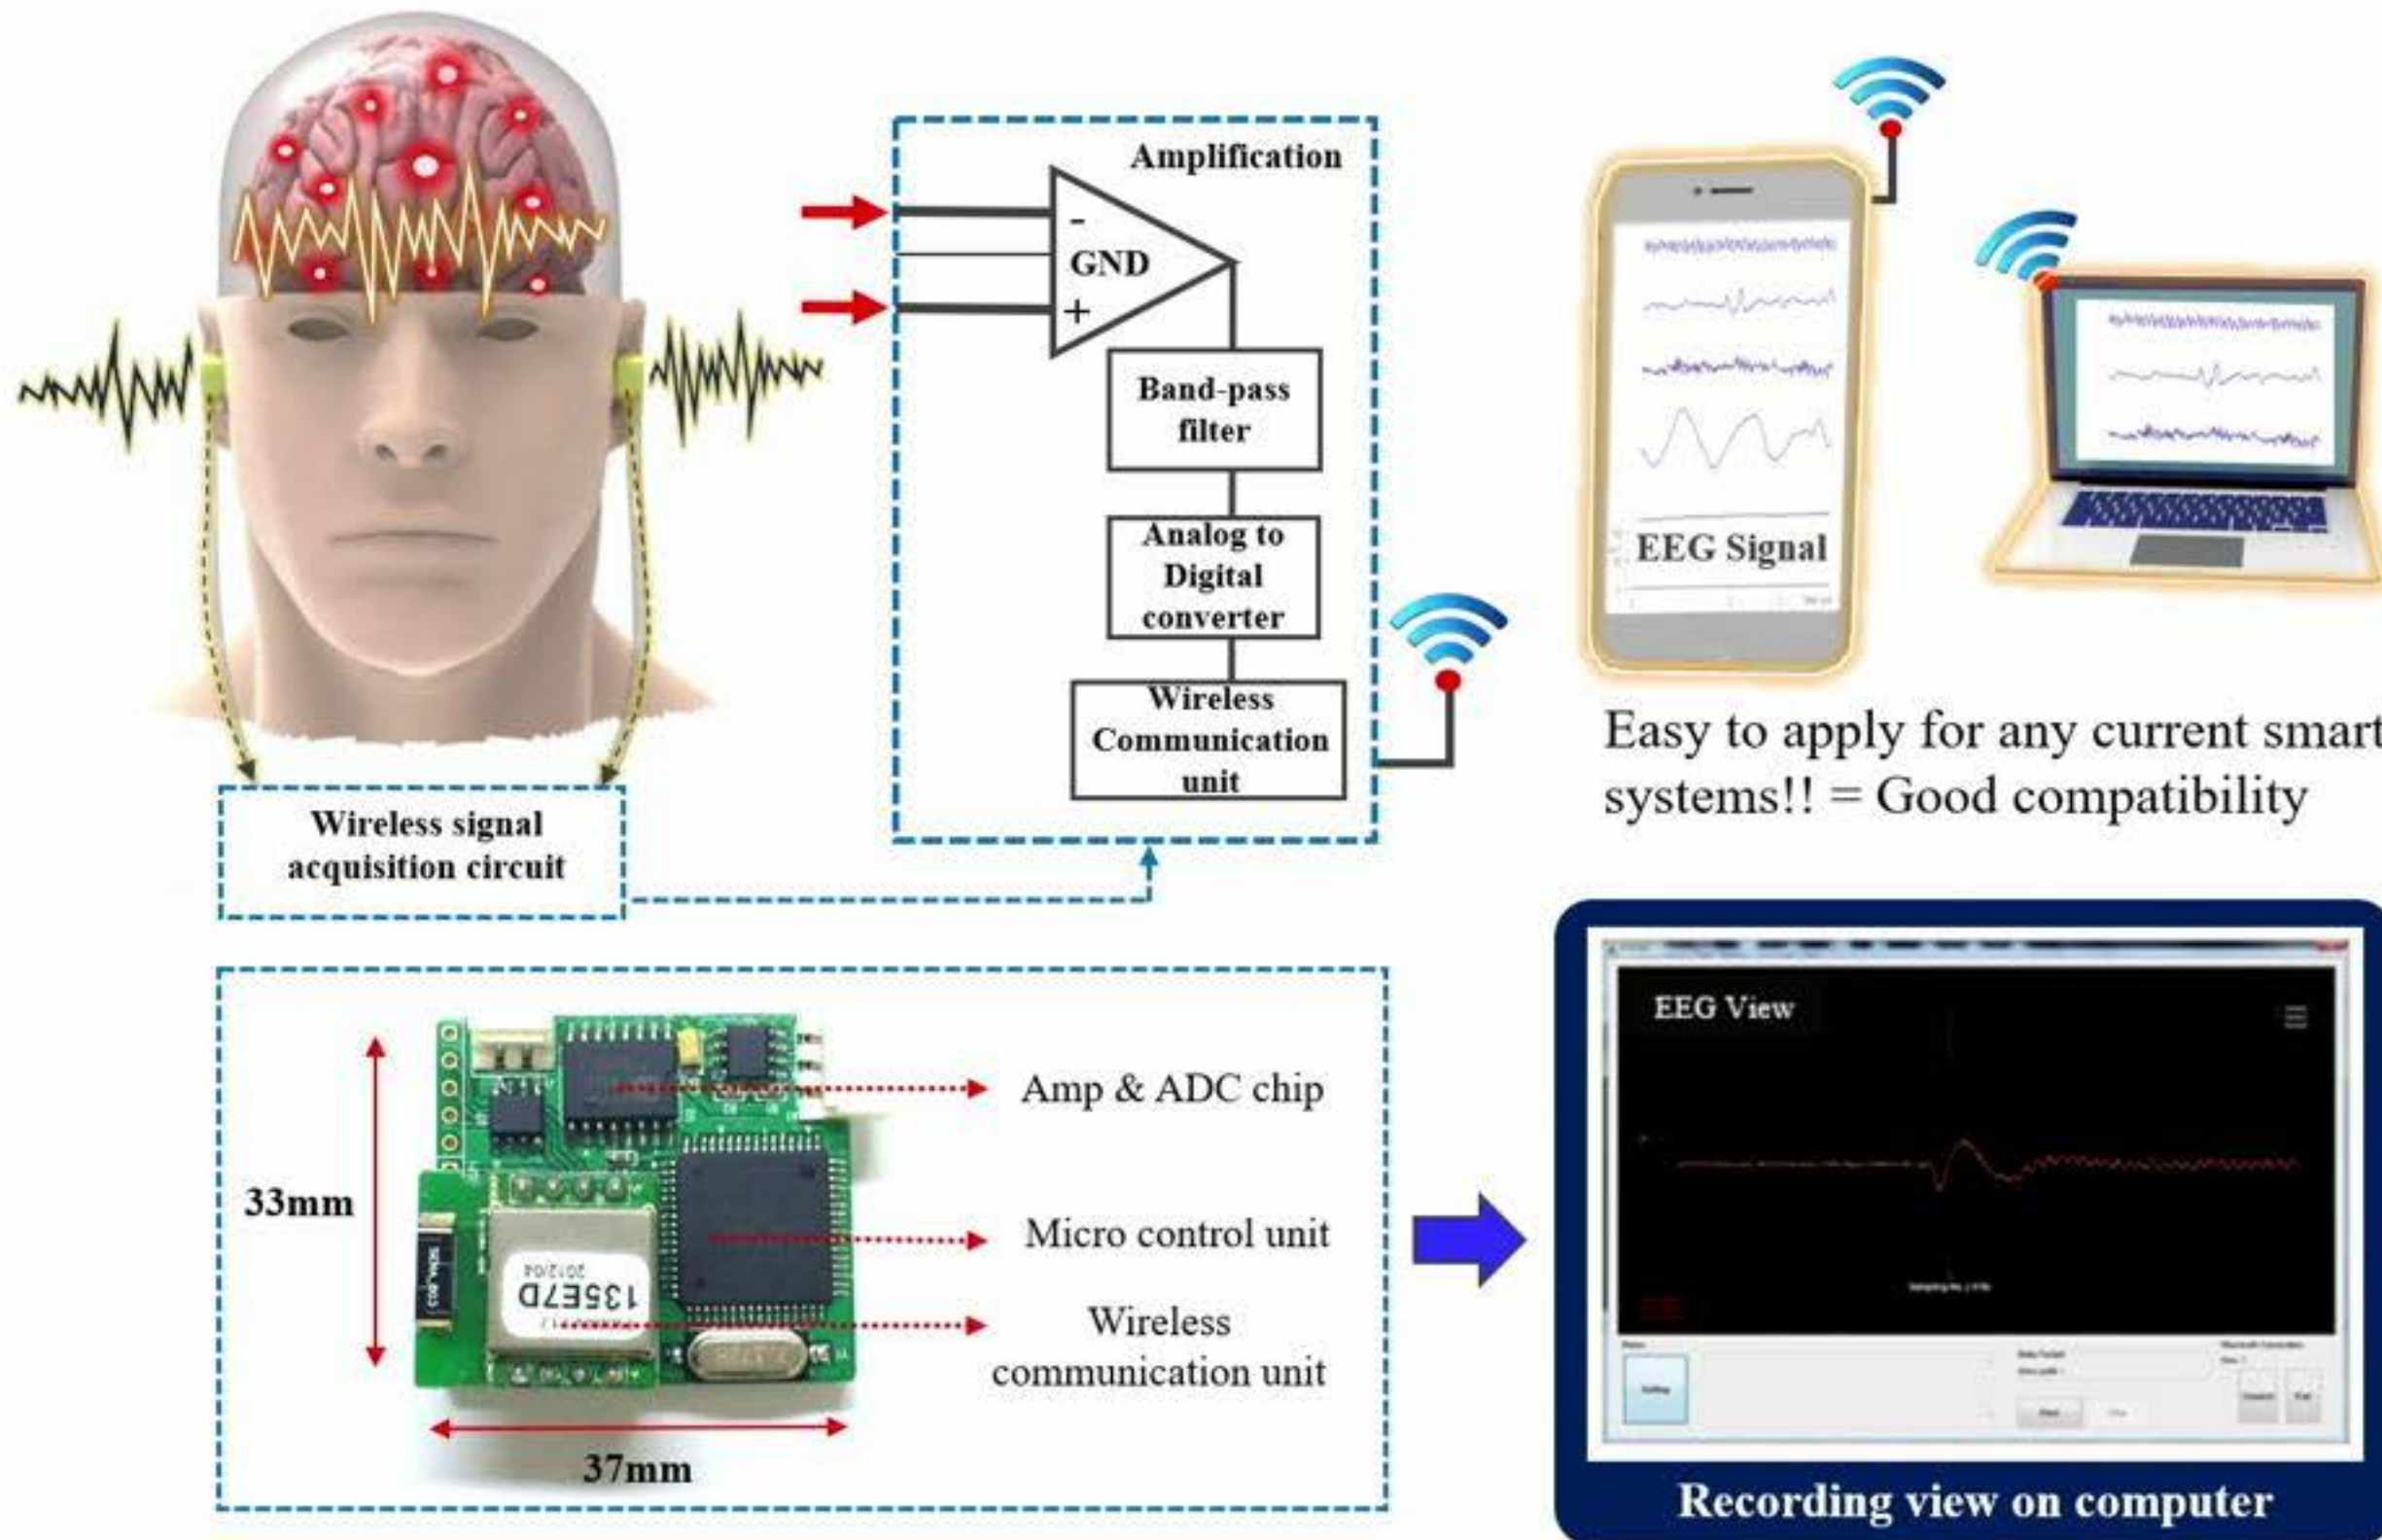 Amplification
-
GND
+
Band-pass
filter
Analog to
Digital
converter
Wireless
Communication
unit
Wireless signal
acquisition circuit
EEG Signal
Easy to apply for any current smart
systems!! = Good compatibility
33mm
37mm
2012/04
135E7D
Amp & ADC chip
Micro control unit
Wireless
communication unit
EEG View
Recording view on computer